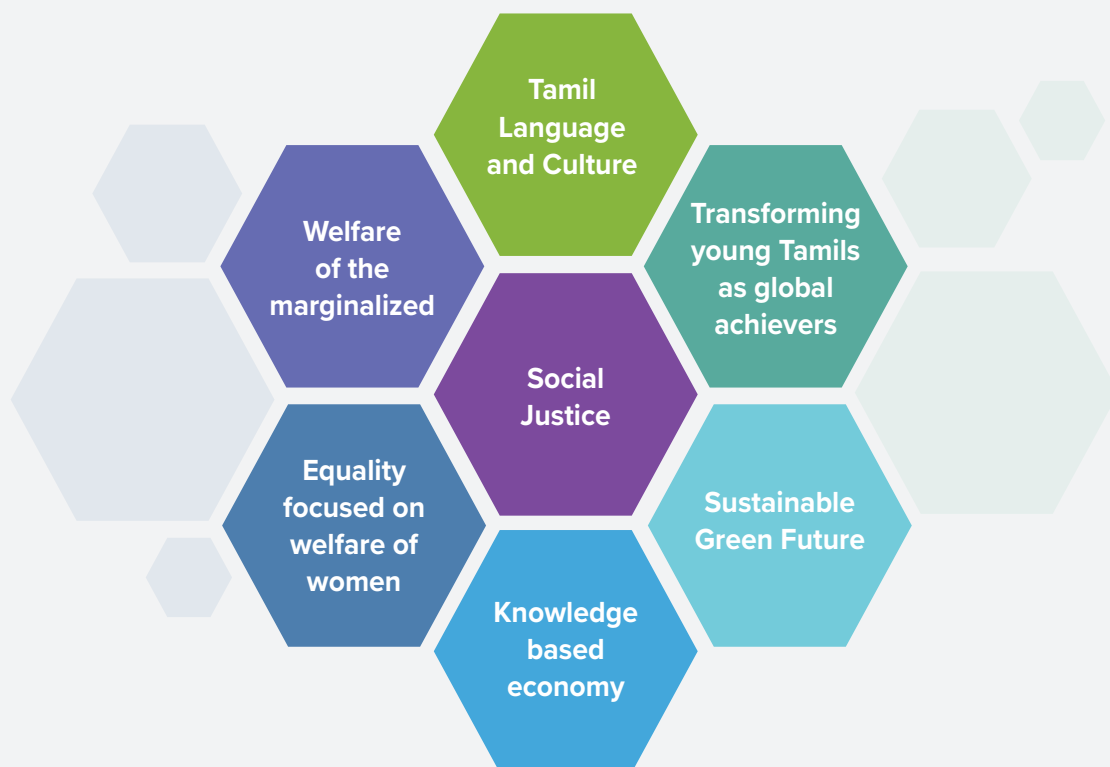 Tamil
Language
and Culture
Welfare
of the
marginalized
Transforming
young Tamils
as global
achievers
Social
Justice
Equality
focused on
welfare of
women
Sustainable
Green Future
Knowledge
based
economy